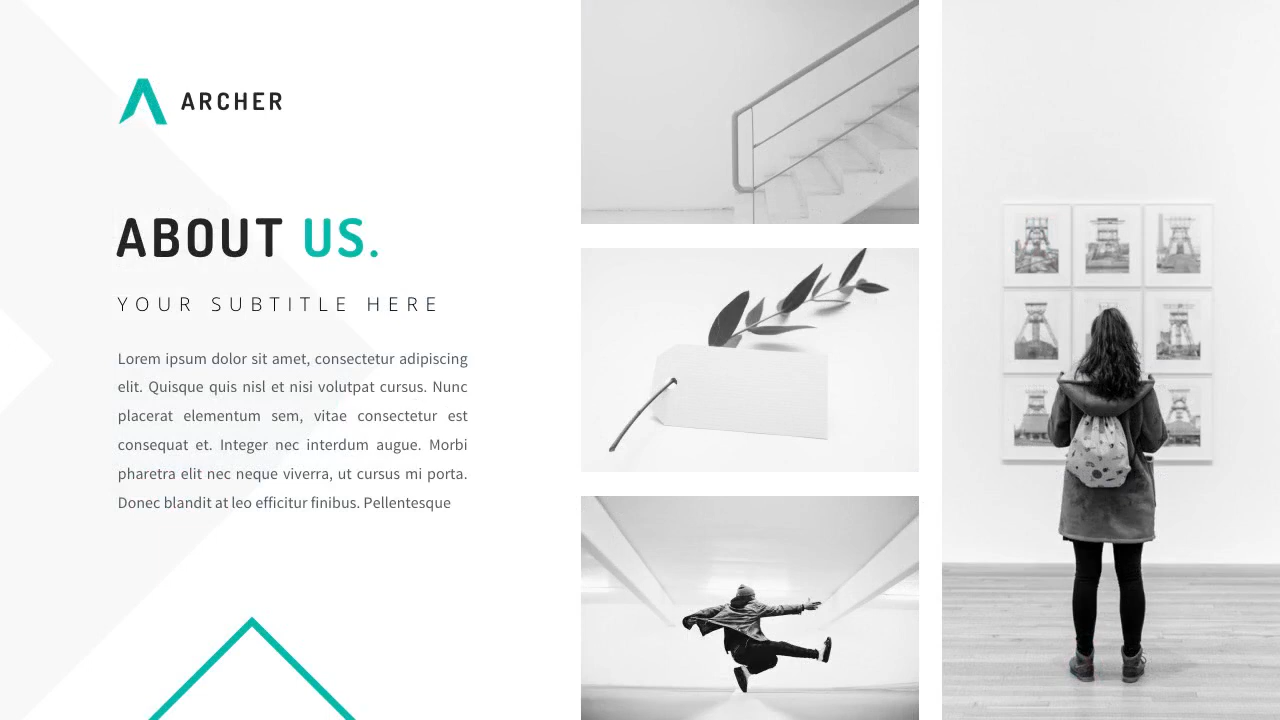 ARCHER
ABOUT US.
YOUR SUBTITLE HERE
Lorem ipsum dolor sit amet, consectetur adipiscing
elit. Quisque quis nisl et nisi volutpat cursus. Nunc
placerat elementum sem, vitae consectetur est
consequat et. Integer nec interdum augue. Morbi
pharetra elit nec neque viverra, ut cursus mi porta.
Donec blandit at leo efficitur finibus. Pellentesque